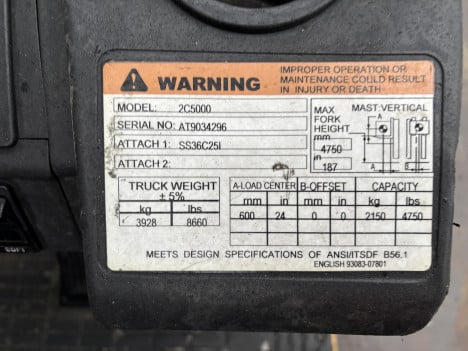 WARNING
IMPROPER OPERATION OR
MAINTENANCE COULD RESULT
IN INJURY OR DEATH
MODEL: 2C5000
SERIAL NO: AT9034296
ATTACH 1: SS36C25I
ATTACH 2:
MAX FORK HEIGHT
mm
4750
in
187
MAST:VERTICAL
A
B
A
TRUCK WEIGHT
± 5%
kg lbs
3928 8660
A-LOAD CENTER B-OFFSET CAPACITY
mm in mm in kg lbs
600 24 0 0 2150 4750
MEETS DESIGN SPECIFICATIONS OF ANSI/ITSDF B56.1
ENGLISH 93083-07801